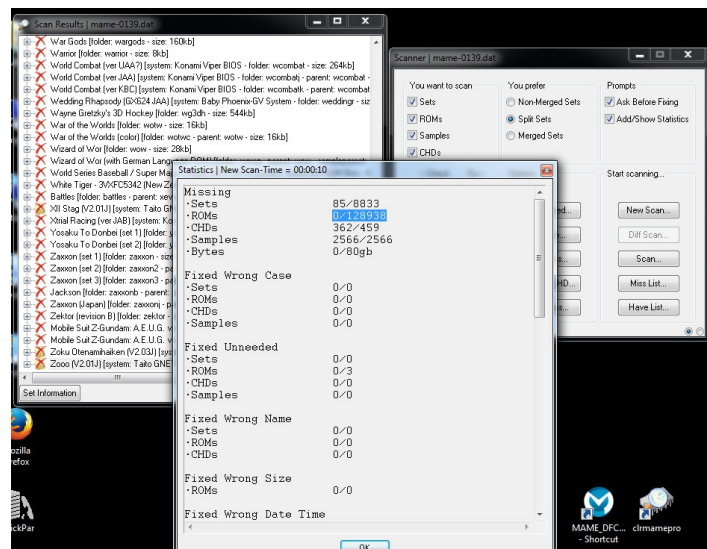 Scan Results | mame-0139.dat
War Gods [folder: wargods - size: 160kb]
Warrior [folder: warrior - size: 8kb]
World Combat (ver UAA?) [system: Konami Viper BIOS - folder: wcombat - size: 264kb]
World Combat (ver JAA) [system: Konami Viper BIOS - folder: wcombatj - parent: wcombat -
World Combat (ver KBC) [system: Konami Viper BIOS - folder: wcombatk - parent: wcombat
Wedding Rhapsody (GX624 JAA) [system: Baby Phoenix-GV System - folder: weddingr - siz
Wayne Gretzky's 3D Hockey [folder: wg3dh - size: 544kb]
War of the Worlds [folder: wotw - size: 16kb]
War of the Worlds (color) [folder: wotwc - parent: wotw - size: 16kb]
Wizard of Wor [folder: wow - size: 28kb]
Wizard of Wor (with German Lang
World Series Baseball / Super Ma
White Tiger - 3VXFC5342 (New Ze
Battles [folder: battles - parent: xev
XII Stag (V2.01J) [system: Taito G
Xtrial Racing (ver JAB) [system: Ko
Yosaku To Donbei (set 1) [folder:
Yosaku To Donbei (set 2) [folder:
Zaxxon (set 1) [folder: zaxxon - size
Zaxxon (set 2) [folder: zaxxon2 - pa
Zaxxon (set 3) [folder: zaxxon3 - pa
Jackson [folder: zaxxonb - parent:
Zaxxon (Japan) [folder: zaxxonj - p
Zektor (revision B) [folder: zektor -
Mobile Suit Z-Gundam: A.E.U.G. v
Mobile Suit Z-Gundam: A.E.U.G. v
Zoku Otenamihaiken (V2.03J) [sys
Zooo (V2.01J) [system: Taito GNE
Set Information
Scanner | mame-0139.dat
You want to scan
Sets
ROMs
Samples
CHDs
You prefer
Non-Merged Sets
Split Sets
Merged Sets
Prompts
Ask Before Fixing
Add/Show Statistics
Start scanning...
New Scan...
Diff Scan...
Scan...
Miss List...
Have List...
Statistics | New Scan-Time = 00:00:10
Missing
·Sets 85/8833
·ROMs 0/128938
·CHDs 362/459
·Samples 2566/2566
·Bytes 0/80gb
Fixed Wrong Case
·Sets 0/0
·ROMs 0/0
·CHDs 0/0
·Samples 0/0
Fixed Unneeded
·Sets 0/0
·ROMs 0/3
·CHDs 0/0
·Samples 0/0
Fixed Wrong Name
·Sets 0/0
·ROMs 0/0
·CHDs 0/0
Fixed Wrong Size
·ROMs 0/0
Fixed Wrong Date Time
OK
ozilla
refox
ickPar
MAME_DFC...
- Shortcut
clrmamepro